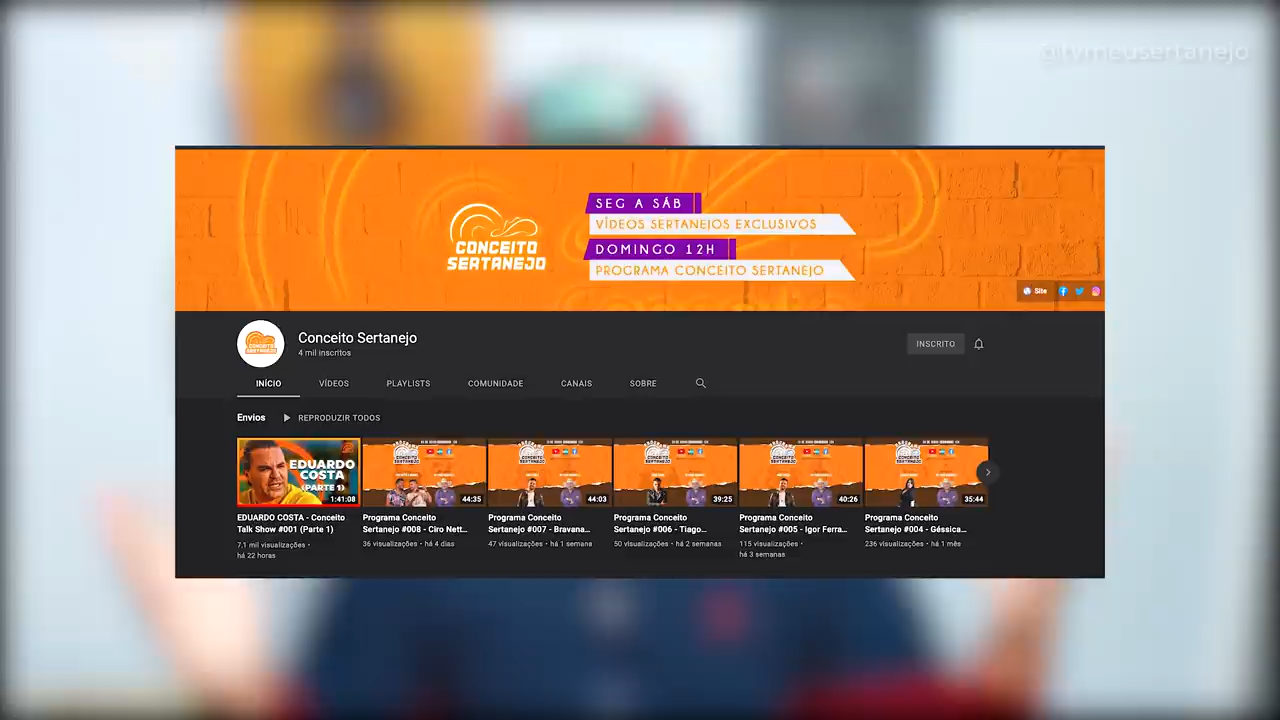 @tvmeusertanejo
CONCEITO
SERTANEJO
SEG A SÁB
VÍDEOS SERTANEJOS EXCLUSIVOS
DOMINGO 12H
PROGRAMA CONCEITO SERTANEJO
Site
Conceito Sertanejo
4 mil inscritos
INSCRITO
INÍCIO
VÍDEOS
PLAYLISTS
COMUNIDADE
CANAIS
SOBRE
Envios
REPRODUZIR TODOS
EDUARDO
COSTA
(PARTE 1)
1:41:08
44:35
44:03
39:25
40:26
35:44
EDUARDO COSTA - Conceito
Talk Show #001 (Parte 1)
7,1 mil visualizações •
há 22 horas
Programa Conceito
Sertanejo #008 - Ciro Nett...
36 visualizações • há 4 dias
Programa Conceito
Sertanejo #007 - Bravana...
47 visualizações • há 1 semana
Programa Conceito
Sertanejo #006 - Tiago...
50 visualizações • há 2 semanas
Programa Conceito
Sertanejo #005 - Igor Ferra...
115 visualizações •
há 3 semanas
Programa Conceito
Sertanejo #004 - Géssica...
236 visualizações • há 1 mês